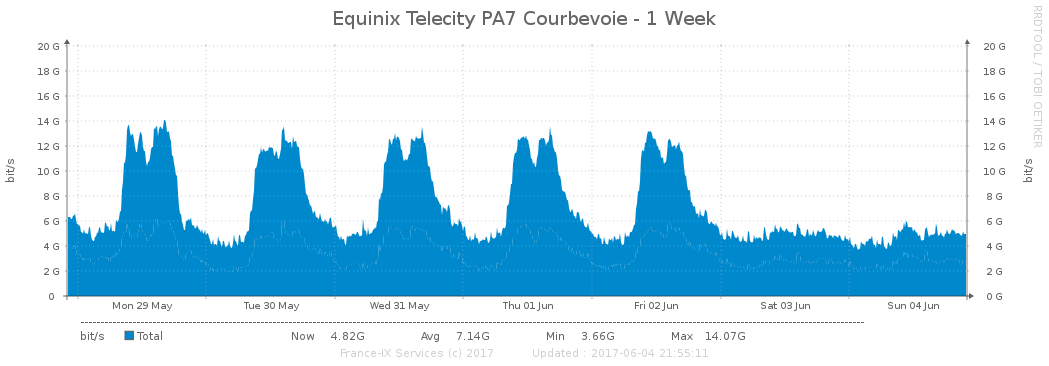 Equinix Telecity PA7 Courbevoie - 1 Week
RRDTOOL / TOBI OETIKER
20 G 20 G
18 G 18 G
16 G 16 G
14 G 14 G
12 G 12 G
10 G 10 G
8 G 8 G
6 G 6 G
4 G 4 G
2 G 2 G
0 0 G
bit/s
bit/s
Mon 29 May Tue 30 May Wed 31 May Thu 01 Jun Fri 02 Jun Sat 03 Jun Sun 04 Jun
bit/s Total Now 4.82G Avg 7.14G Min 3.66G Max 14.07G
France-IX Services (c) 2017 Updated : 2017-06-04 21:55:11